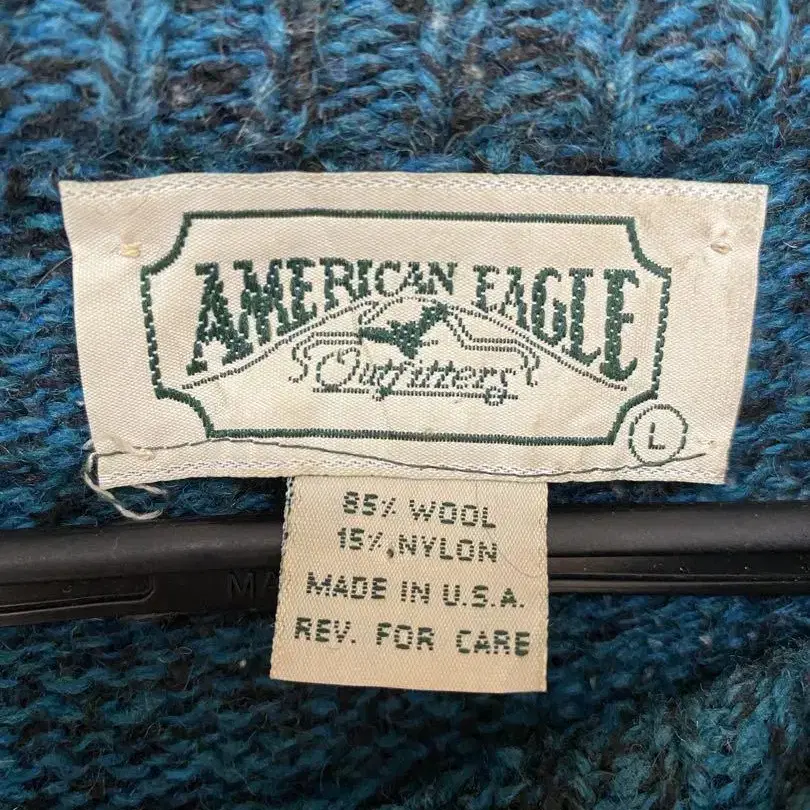 AMERICAN EAGLE
Outfitters
L
85% WOOL
15% NYLON
MADE IN U.S.A.
REV. FOR CARE